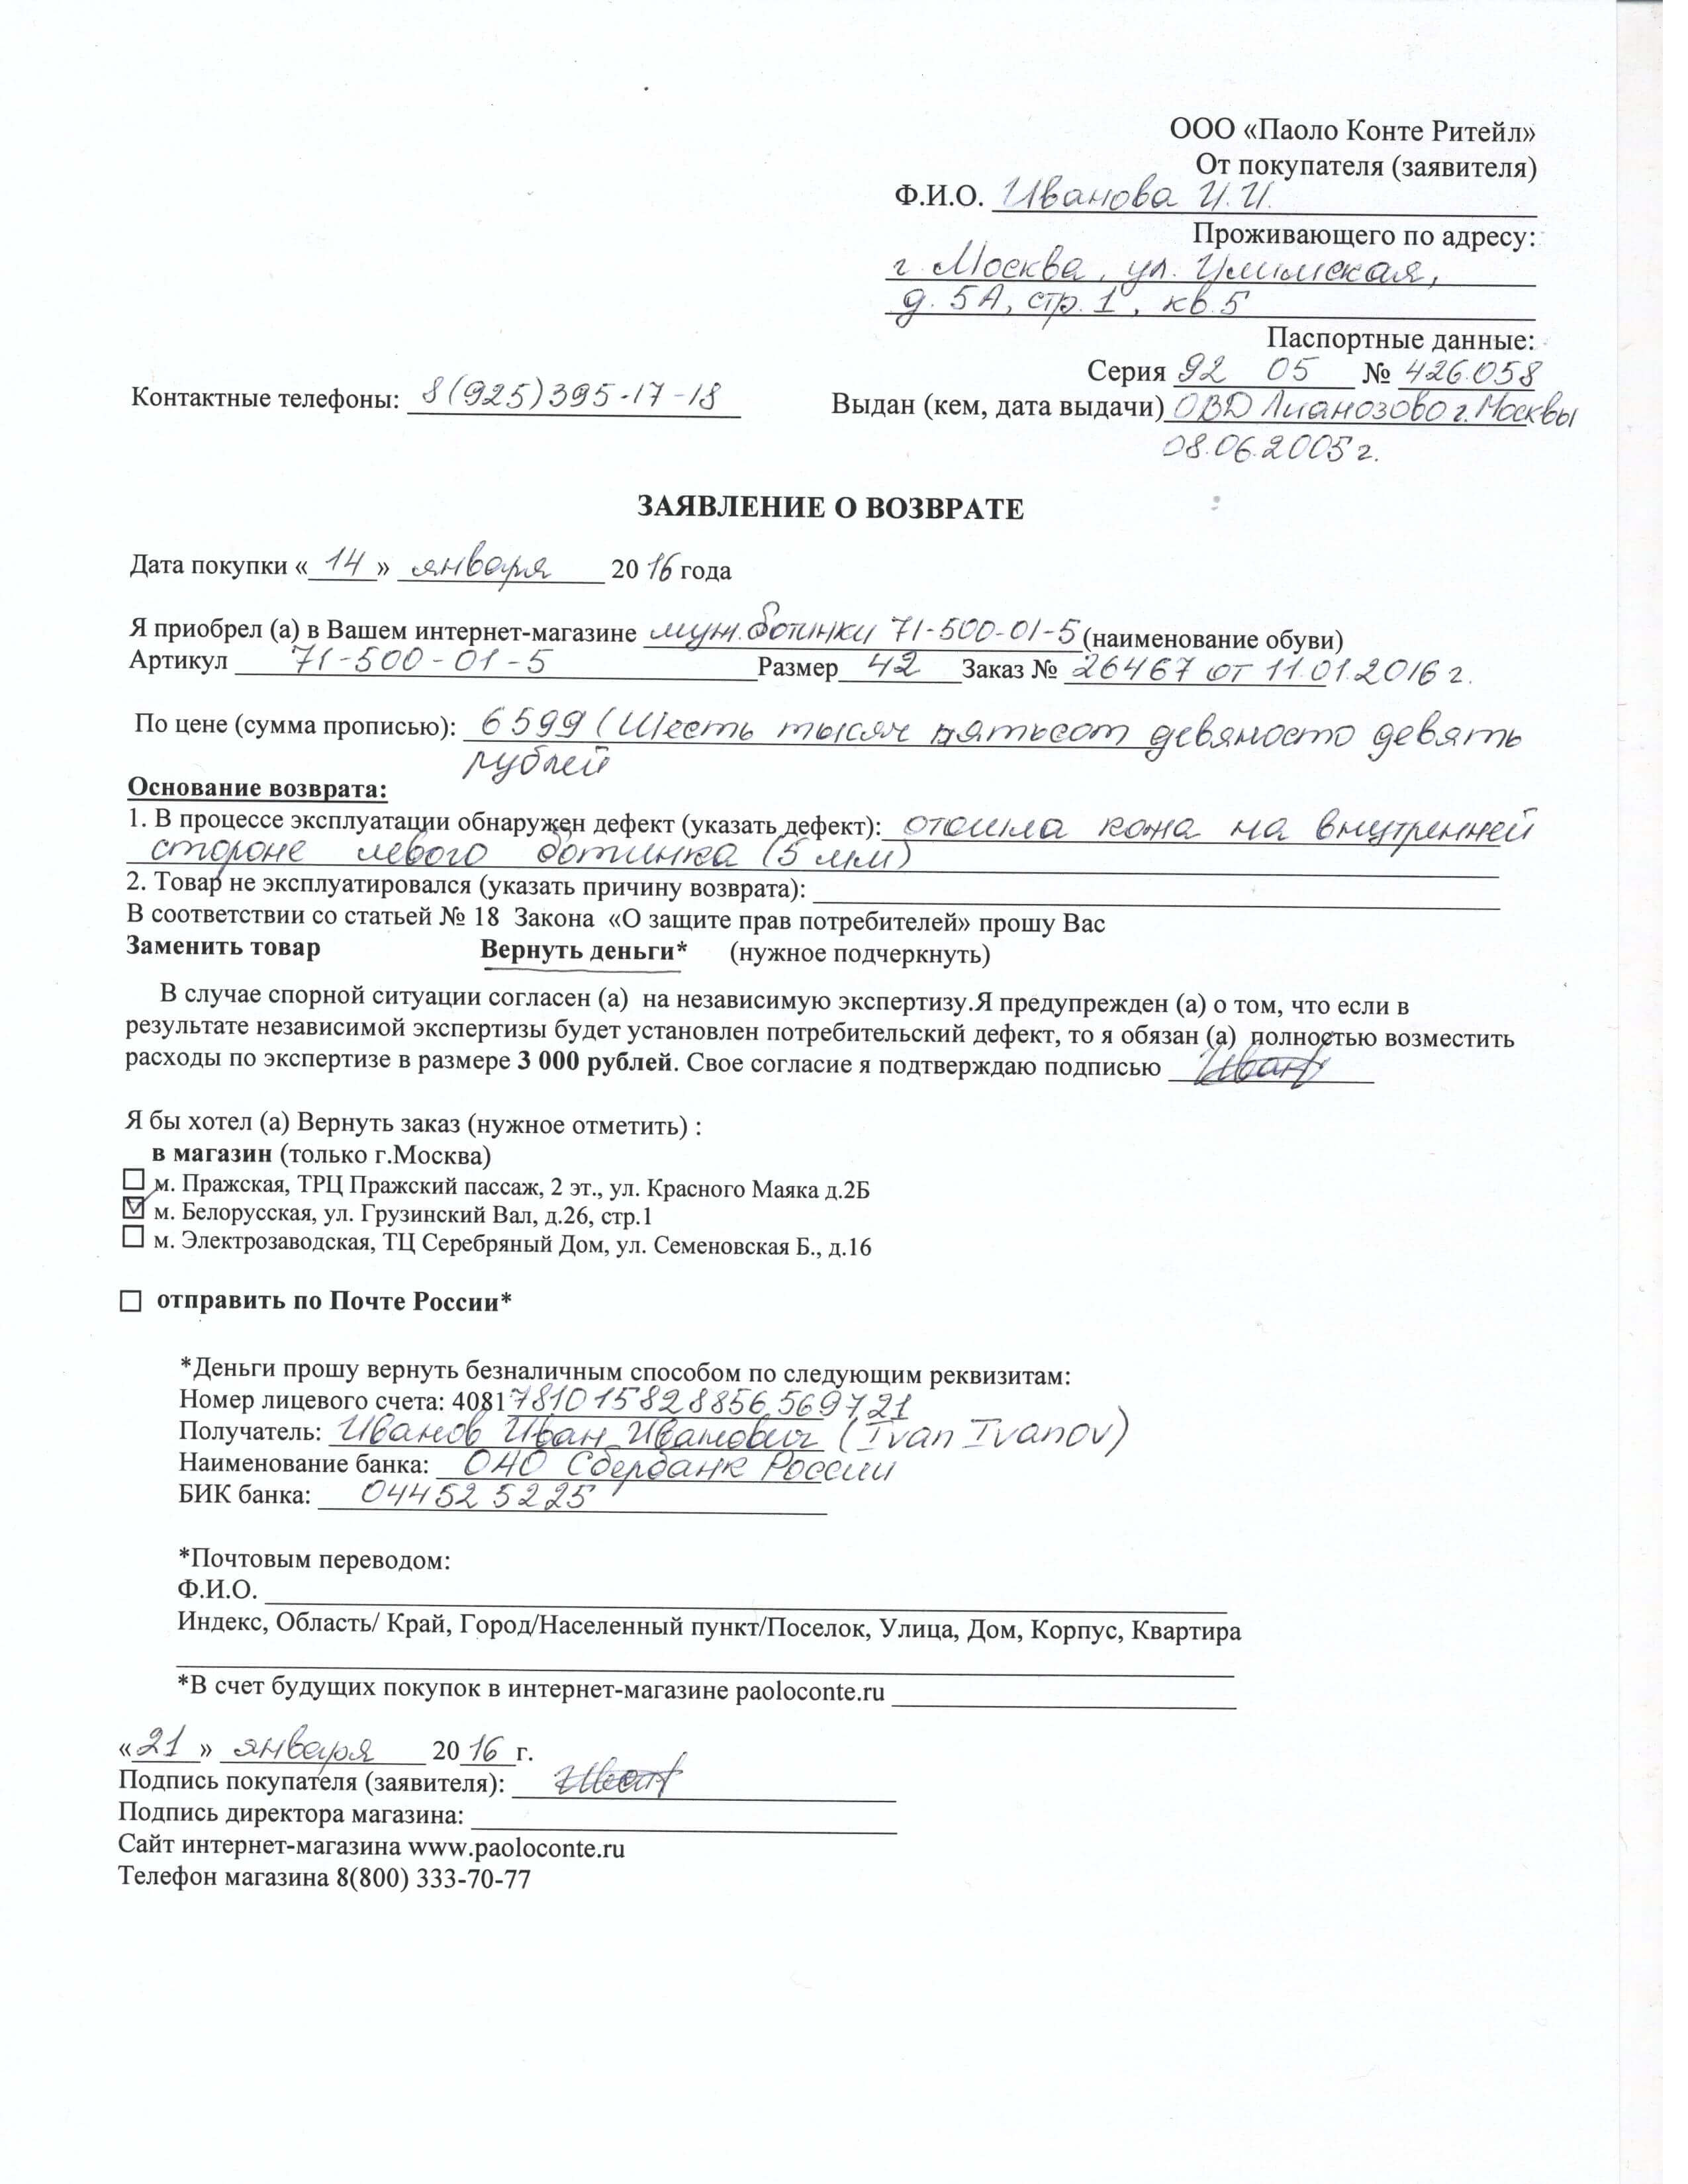 ООО «Паоло Конте Ритейл»
От покупателя (заявителя)
Ф.И.О. Иванова И.И.
Проживающего по адресу:
г. Москва, ул. Илимская,
д. 5А, стр. 1, кв. 5
Паспортные данные:
Серия 92 05 № 426.058
Контактные телефоны: 8(925)395-17-18 Выдан (кем, дата выдачи) ОВД Лианозово г. Москвы
08.06.2005 г.
ЗАЯВЛЕНИЕ О ВОЗВРАТЕ
Дата покупки «14» января 2016 года
Я приобрел (а) в Вашем интернет-магазине муж. ботинки 71-500-01-5 (наименование обуви)
Артикул 71-500-01-5 Размер 42 Заказ № 26467 от 11.01.2016 г.
По цене (сумма прописью): 6599 (Шесть тысяч пятьсот девяносто девять
рублей
Основание возврата:
1. В процессе эксплуатации обнаружен дефект (указать дефект): отошла кожа на внутренней
стороне левого ботинка (5 мм)
2. Товар не эксплуатировался (указать причину возврата):
В соответствии со статьей № 18 Закона «О защите прав потребителей» прошу Вас
Заменить товар Вернуть деньги* (нужное подчеркнуть)
В случае спорной ситуации согласен (а) на независимую экспертизу.Я предупрежден (а) о том, что если в
результате независимой экспертизы будет установлен потребительский дефект, то я обязан (а) полностью возместить
расходы по экспертизе в размере 3 000 рублей. Свое согласие я подтверждаю подписью Иван
Я бы хотел (а) Вернуть заказ (нужное отметить) :
в магазин (только г.Москва)
м. Пражская, ТРЦ Пражский пассаж, 2 эт., ул. Красного Маяка д.2Б
м. Белорусская, ул. Грузинский Вал, д.26, стр.1
м. Электрозаводская, ТЦ Серебряный Дом, ул. Семеновская Б., д.16
отправить по Почте России*
*Деньги прошу вернуть безналичным способом по следующим реквизитам:
Номер лицевого счета: 4081781015828856569721
Получатель: Иванов Иван Иванович (Ivan Ivanov)
Наименование банка: ОАО Сбербанк России
БИК банка: 044525225
*Почтовым переводом:
Ф.И.О.
Индекс, Область/ Край, Город/Населенный пункт/Поселок, Улица, Дом, Корпус, Квартира
*В счет будущих покупок в интернет-магазине paoloconte.ru
«21» января 2016 г.
Подпись покупателя (заявителя): Иван
Подпись директора магазина:
Сайт интернет-магазина www.paoloconte.ru
Телефон магазина 8(800) 333-70-77